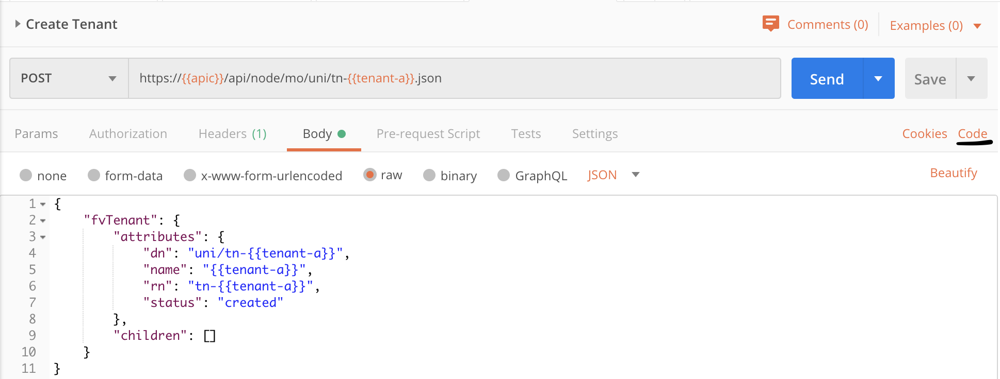 Create Tenant
Comments (0)
Examples (0)
POST
https://{{apic}}/api/node/mo/uni/tn-{{tenant-a}}.json
Send
Save
Params
Authorization
Headers (1)
Body
Pre-request Script
Tests
Settings
Cookies
Code
none
form-data
x-www-form-urlencoded
raw
binary
GraphQL
JSON
Beautify
1 {
2     "fvTenant": {
3         "attributes": {
4             "dn": "uni/tn-{{tenant-a}}",
5             "name": "{{tenant-a}}",
6             "rn": "tn-{{tenant-a}}",
7             "status": "created"
8         },
9         "children": []
10     }
11 }